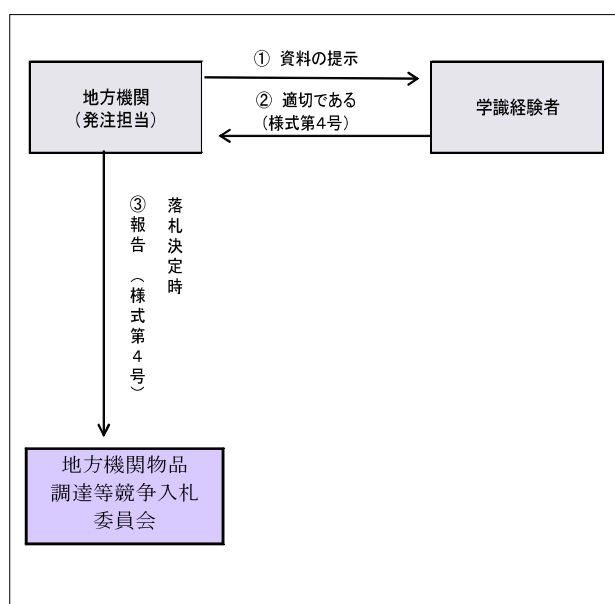 ① 資料の提示
地方機関
（発注担当）
② 適切である
（様式第４号）
学識経験者
③報告　（様式第４号）
落札決定時
地方機関物品
調達等競争入札
委員会